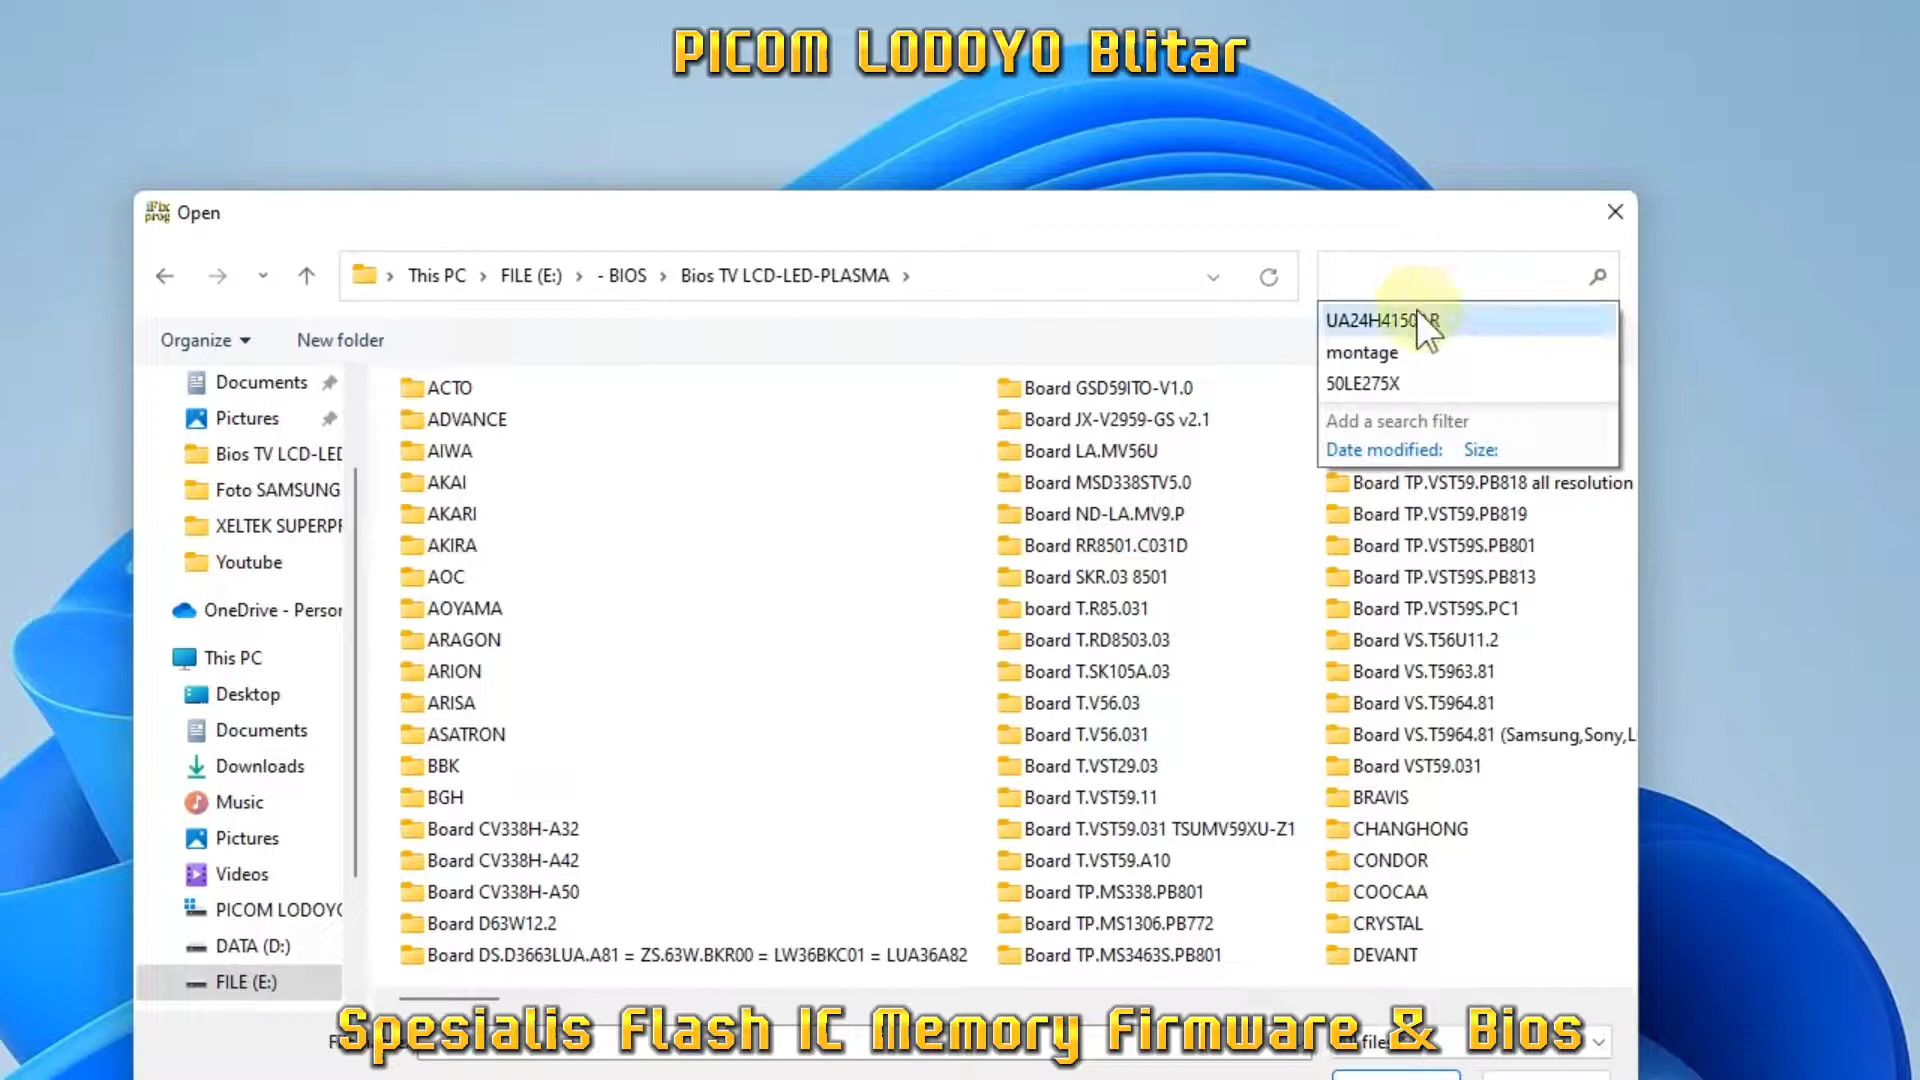 PICOM LODOYO Blitar
iFix prog Open
This PC > FILE (E:) > - BIOS > Bios TV LCD-LED-PLASMA >
Organize New folder
UA24H4150
montage
50LE275X
Add a search filter
Date modified: Size:
Documents
Pictures
Bios TV LCD-LED
Foto SAMSUNG
XELTEK SUPERPR
Youtube
OneDrive - Person
This PC
Desktop
Documents
Downloads
Music
Pictures
Videos
PICOM LODOYO
DATA (D:)
FILE (E:)
ACTO
ADVANCE
AIWA
AKAI
AKARI
AKIRA
AOC
AOYAMA
ARAGON
ARION
ARISA
ASATRON
BBK
BGH
Board CV338H-A32
Board CV338H-A42
Board CV338H-A50
Board D63W12.2
Board DS.D3663LUA.A81 = ZS.63W.BKR00 = LW36BKC01 = LUA36A82
Board GSD59ITO-V1.0
Board JX-V2959-GS v2.1
Board LA.MV56U
Board MSD338STV5.0
Board ND-LA.MV9.P
Board RR8501.C031D
Board SKR.03 8501
board T.R85.031
Board T.RD8503.03
Board T.SK105A.03
Board T.V56.03
Board T.V56.031
Board T.VST29.03
Board T.VST59.11
Board T.VST59.031 TSUMV59XU-Z1
Board T.VST59.A10
Board TP.MS338.PB801
Board TP.MS1306.PB772
Board TP.MS3463S.PB801
Board TP.VST59.PB818 all resolution
Board TP.VST59.PB819
Board TP.VST59S.PB801
Board TP.VST59S.PB813
Board TP.VST59S.PC1
Board VS.T56U11.2
Board VS.T5963.81
Board VS.T5964.81
Board VS.T5964.81 (Samsung,Sony,L
Board VST59.031
BRAVIS
CHANGHONG
CONDOR
COOCAA
CRYSTAL
DEVANT
Spesialis Flash IC Memory Firmware & Bios